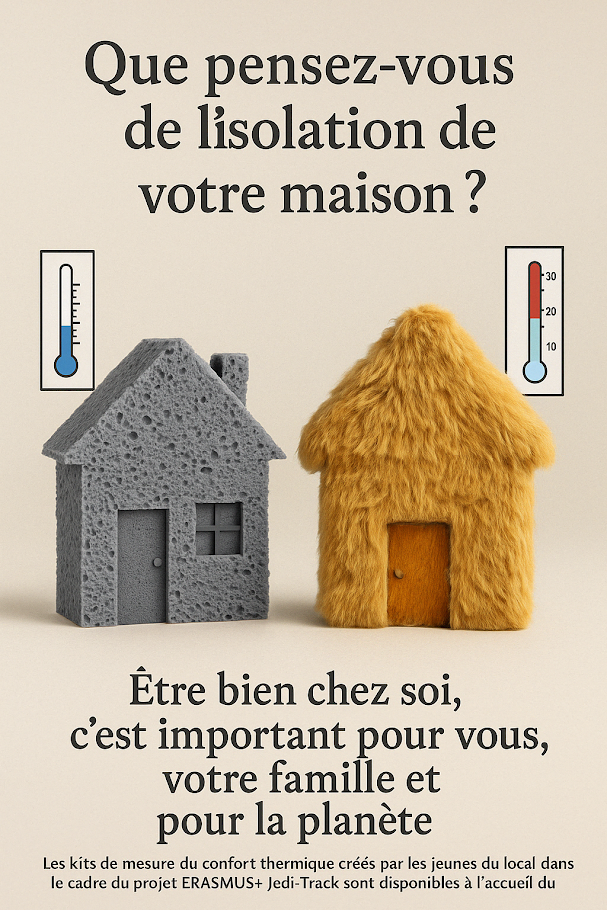 Que pensez-vous
de l'isolation de
votre maison ?
30
20
10
Être bien chez soi,
c'est important pour vous,
votre famille et
pour la planète
Les kits de mesure du confort thermique créés par les jeunes du local dans
le cadre du projet ERASMUS+ Jedi-Track sont disponibles à l'accueil du